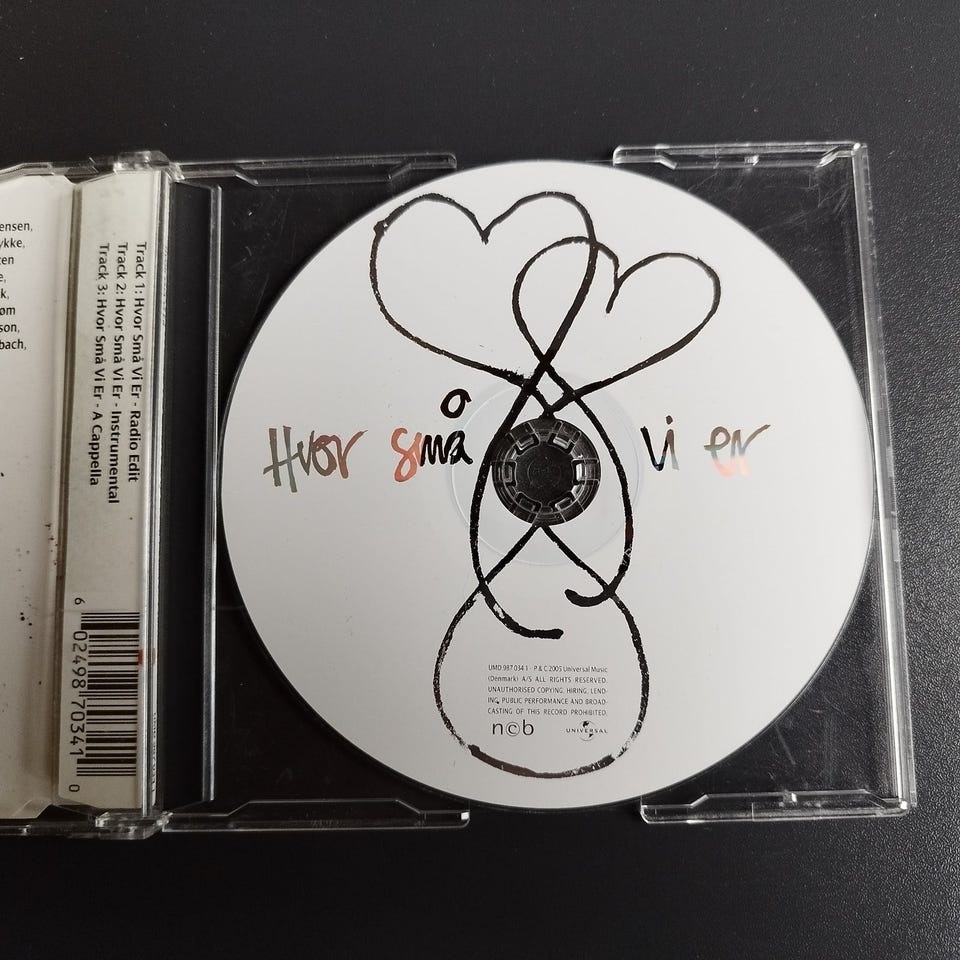 ensen,
ykke,
ten
e,
k,
øm
son,
bach,
Track 1: Hvor Små Vi Er - Radio Edit
Track 2: Hvor Små Vi Er - Instrumental
Track 3: Hvor Små Vi Er - A Cappella
6 02498 70341 0
Hvor små vi er
UMD 987 034 1 · P & C 2005 Universal Music
(Denmark) A/S ALL RIGHTS RESERVED.
UNAUTHORISED COPYING, HIRING, LEND-
ING, PUBLIC PERFORMANCE AND BROAD-
CASTING OF THIS RECORD PROHIBITED.
n©b
UNIVERSAL